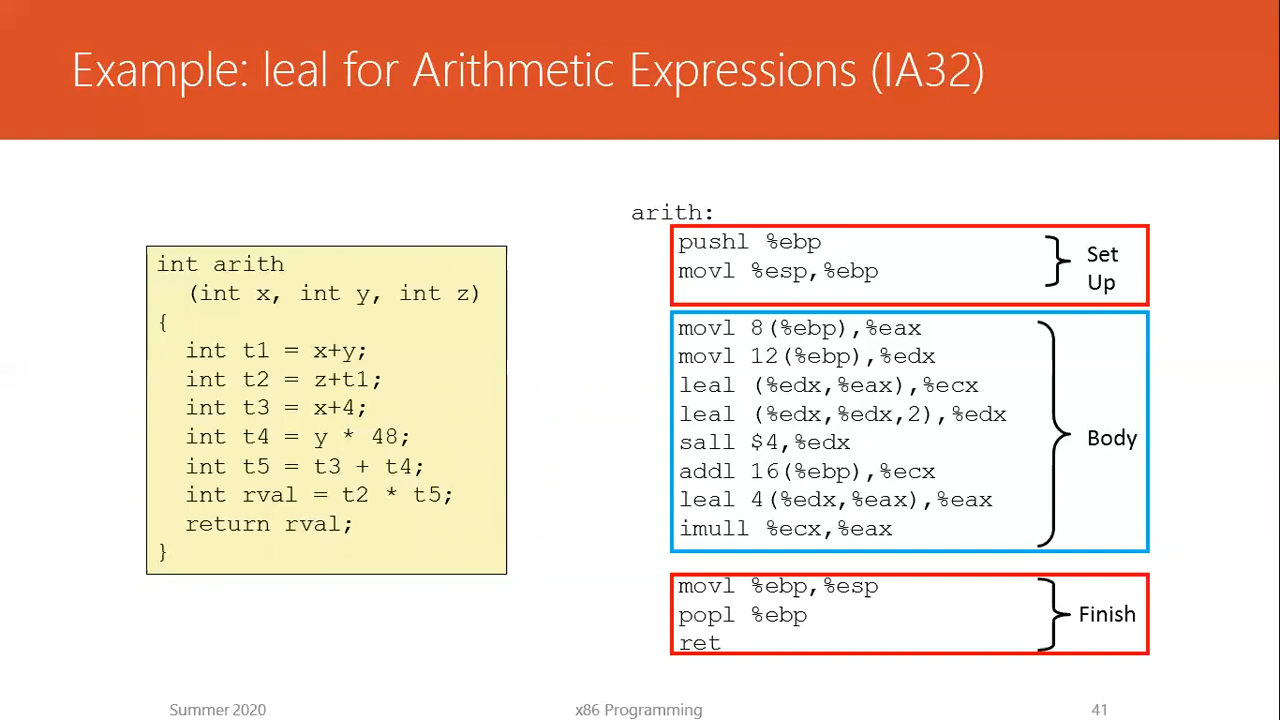 Example: leal for Arithmetic Expressions (IA32)
int arith
(int x, int y, int z)
{
int t1 = x+y;
int t2 = z+t1;
int t3 = x+4;
int t4 = y * 48;
int t5 = t3 + t4;
int rval = t2 * t5;
return rval;
}
arith:
pushl %ebp
movl %esp,%ebp
Set
Up
movl 8(%ebp),%eax
movl 12(%ebp),%edx
leal (%edx,%eax),%ecx
leal (%edx,%edx,2),%edx
sall $4,%edx
addl 16(%ebp),%ecx
leal 4(%edx,%eax),%eax
imull %ecx,%eax
Body
movl %ebp,%esp
popl %ebp
ret
Finish
Summer 2020
x86 Programming
41